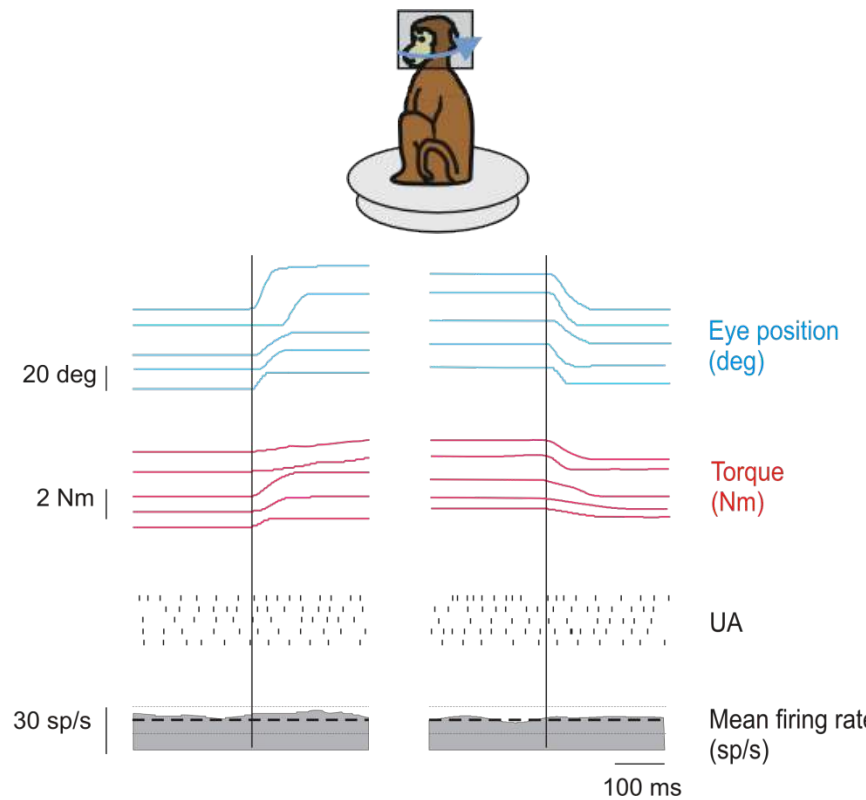 Eye position
(deg)
20 deg
Torque
(Nm)
2 Nm
UA
30 sp/s
Mean firing rate
(sp/s)
100 ms